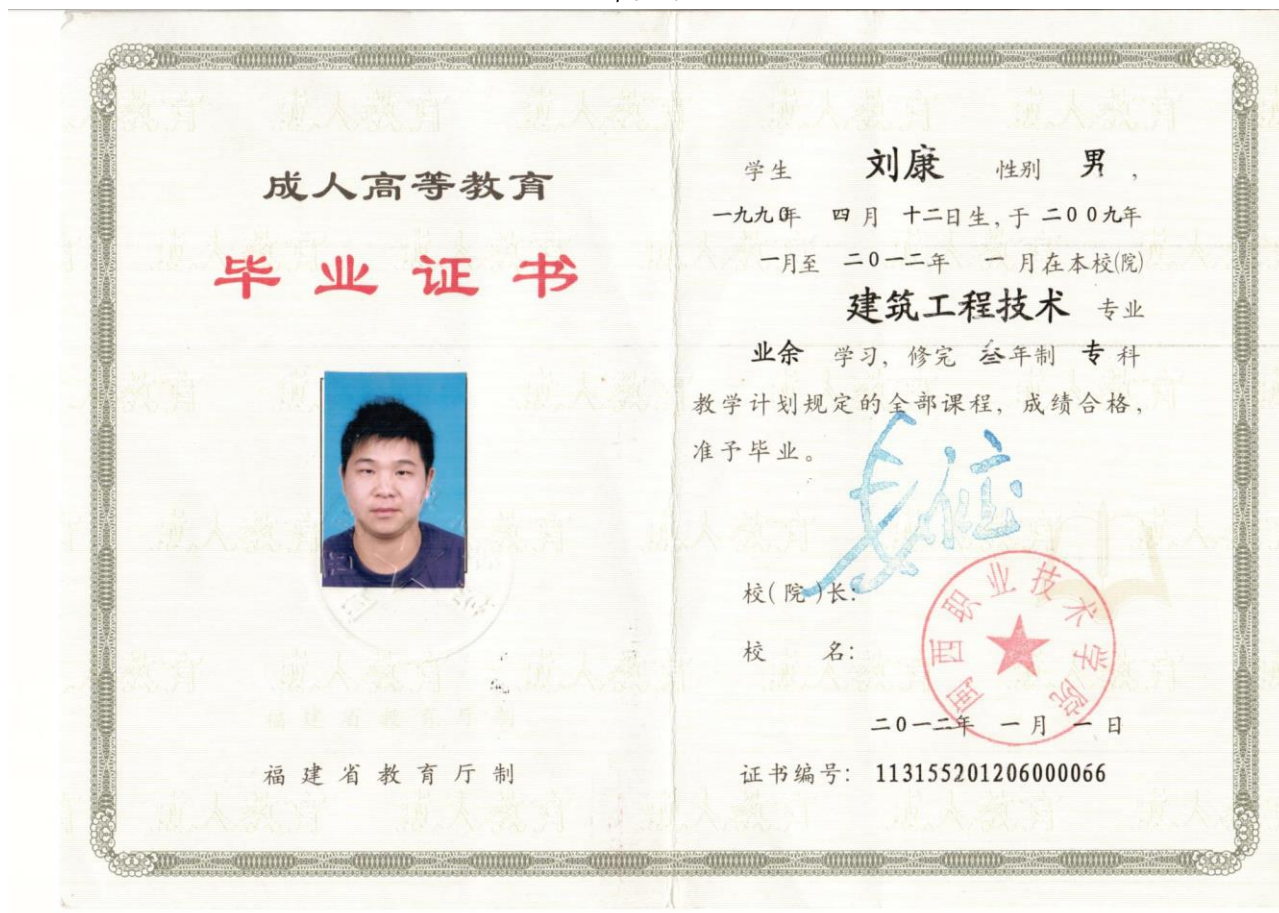 成人高等教育
毕业证书
福建省教育厅制
学生 刘康 性别 男，
一九九0年 四月 十二日生，于 二00九年
一月至 二0一二年 一月在本校(院)
建筑工程技术 专业
业余 学习，修完 叁年制 专科
教学计划规定的全部课程，成绩合格，
准予毕业。
校(院)长：
校 名：
闽西职业技术学院
二0一二年 一月 一日
证书编号： 113155201206000066